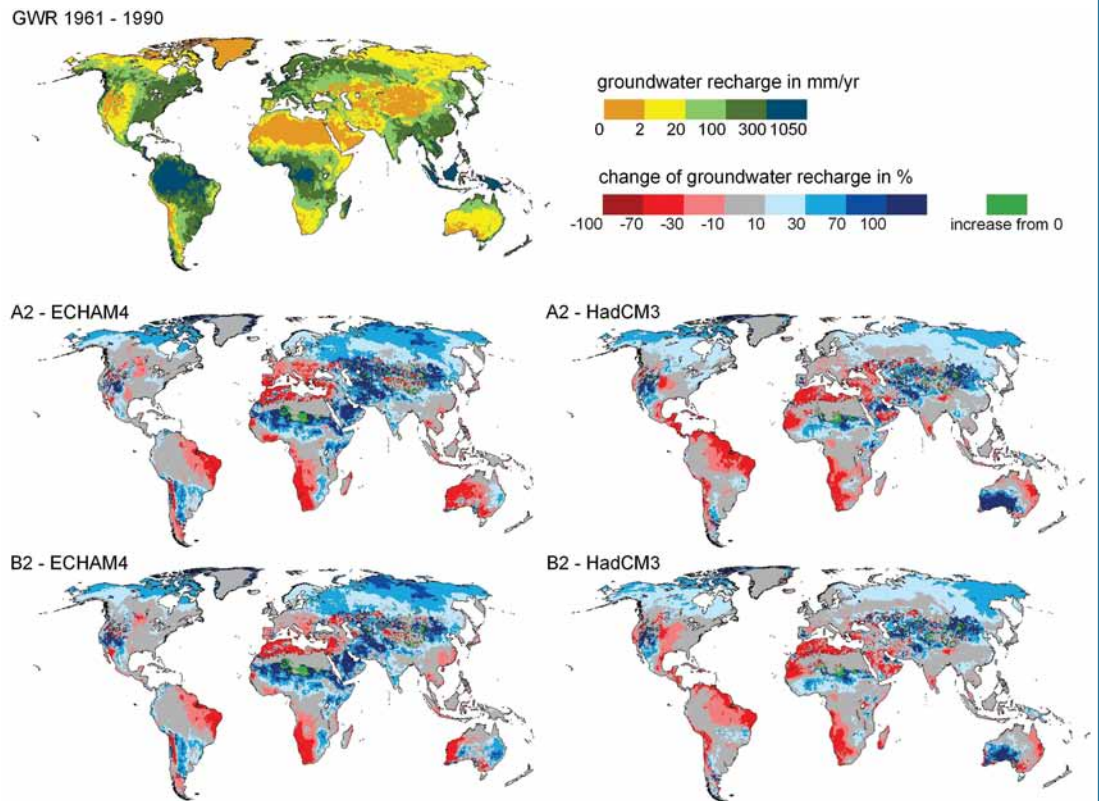 GWR 1961 - 1990
groundwater recharge in mm/yr
0 2 20 100 300 1050
change of groundwater recharge in %
-100 -70 -30 -10 10 30 70 100
increase from 0
A2 - ECHAM4
A2 - HadCM3
B2 - ECHAM4
B2 - HadCM3